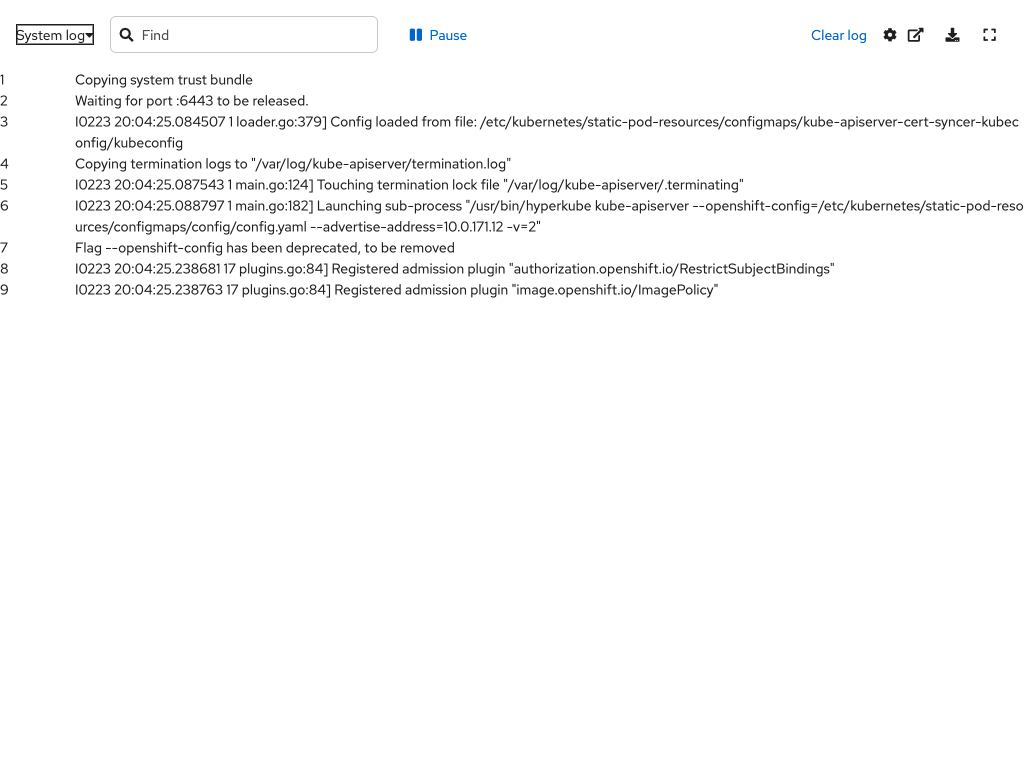 System log
Find
Pause
Clear log
1 Copying system trust bundle
2 Waiting for port :6443 to be released.
3 I0223 20:04:25.084507 1 loader.go:379] Config loaded from file: /etc/kubernetes/static-pod-resources/configmaps/kube-apiserver-cert-syncer-kubec
onfig/kubeconfig
4 Copying termination logs to "/var/log/kube-apiserver/termination.log"
5 I0223 20:04:25.087543 1 main.go:124] Touching termination lock file "/var/log/kube-apiserver/.terminating"
6 I0223 20:04:25.088797 1 main.go:182] Launching sub-process "/usr/bin/hyperkube kube-apiserver --openshift-config=/etc/kubernetes/static-pod-reso
urces/configmaps/config/config.yaml --advertise-address=10.0.171.12 -v=2"
7 Flag --openshift-config has been deprecated, to be removed
8 I0223 20:04:25.238681 17 plugins.go:84] Registered admission plugin "authorization.openshift.io/RestrictSubjectBindings"
9 I0223 20:04:25.238763 17 plugins.go:84] Registered admission plugin "image.openshift.io/ImagePolicy"